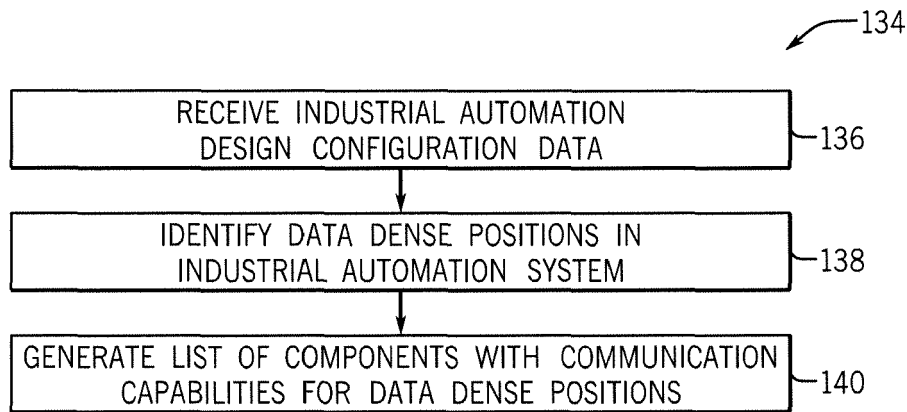 134
RECEIVE INDUSTRIAL AUTOMATION
DESIGN CONFIGURATION DATA
136
IDENTIFY DATA DENSE POSITIONS IN
INDUSTRIAL AUTOMATION SYSTEM
138
GENERATE LIST OF COMPONENTS WITH COMMUNICATION
CAPABILITIES FOR DATA DENSE POSITIONS
140